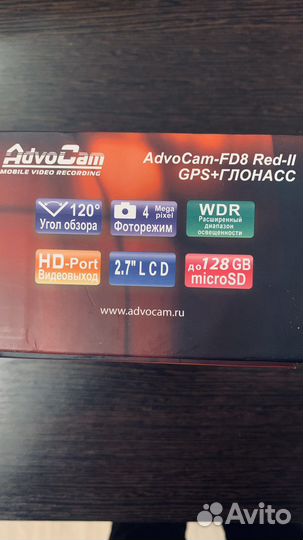 AdvoCam
MOBILE VIDEO RECORDING
AdvoCam-FD8 Red-II
GPS+ГЛОНАСС
120°
Угол обзора
4 Mega pixel
Фоторежим
WDR
Расширенный
диапазон
освещенности
HD-Port
Видеовыход
2.7" LCD
до 128 GB
microSD
www.advocam.ru
Avito